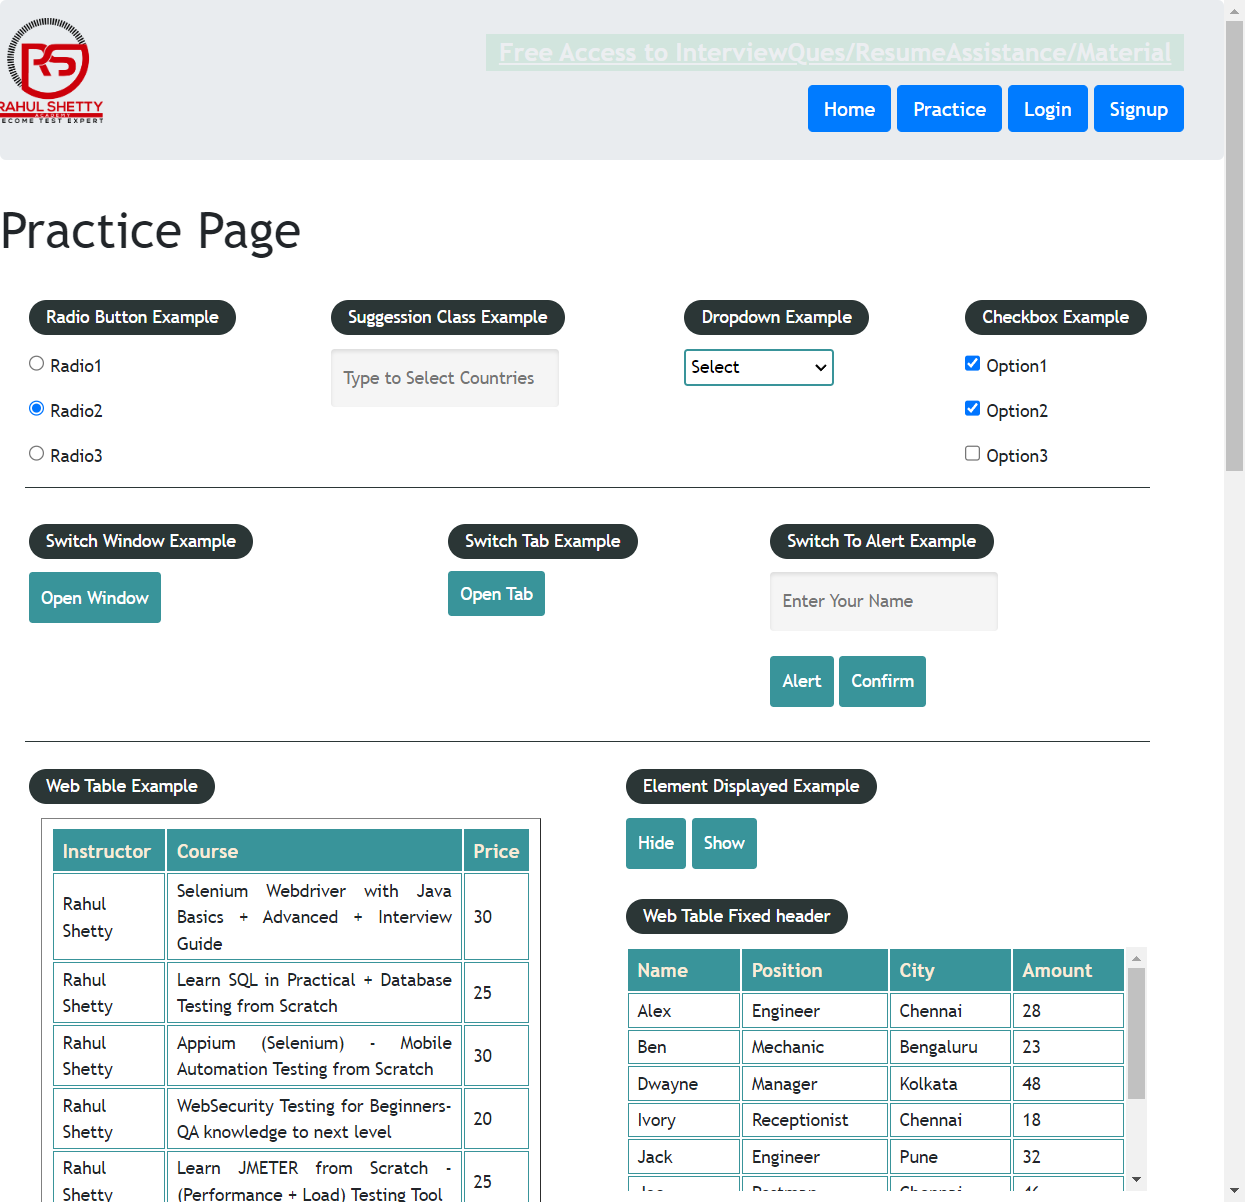 RAHUL SHETTY
ACADEMY
ECOME TEST EXPERT
Free Access to InterviewQues/ResumeAssistance/Material
Home Practice Login Signup
Practice Page
Radio Button Example
Radio1
Radio2
Radio3
Suggession Class Example
Type to Select Countries
Dropdown Example
Select
Checkbox Example
Option1
Option2
Option3
Switch Window Example
Open Window
Switch Tab Example
Open Tab
Switch To Alert Example
Enter Your Name
Alert Confirm
Web Table Example
Instructor Course Price
Rahul Shetty Selenium Webdriver with Java Basics + Advanced + Interview Guide 30
Rahul Shetty Learn SQL in Practical + Database Testing from Scratch 25
Rahul Shetty Appium (Selenium) - Mobile Automation Testing from Scratch 30
Rahul Shetty WebSecurity Testing for Beginners-QA knowledge to next level 20
Rahul Shetty Learn JMETER from Scratch - (Performance + Load) Testing Tool 25
Element Displayed Example
Hide Show
Web Table Fixed header
Name Position City Amount
Alex Engineer Chennai 28
Ben Mechanic Bengaluru 23
Dwayne Manager Kolkata 48
Ivory Receptionist Chennai 18
Jack Engineer Pune 32